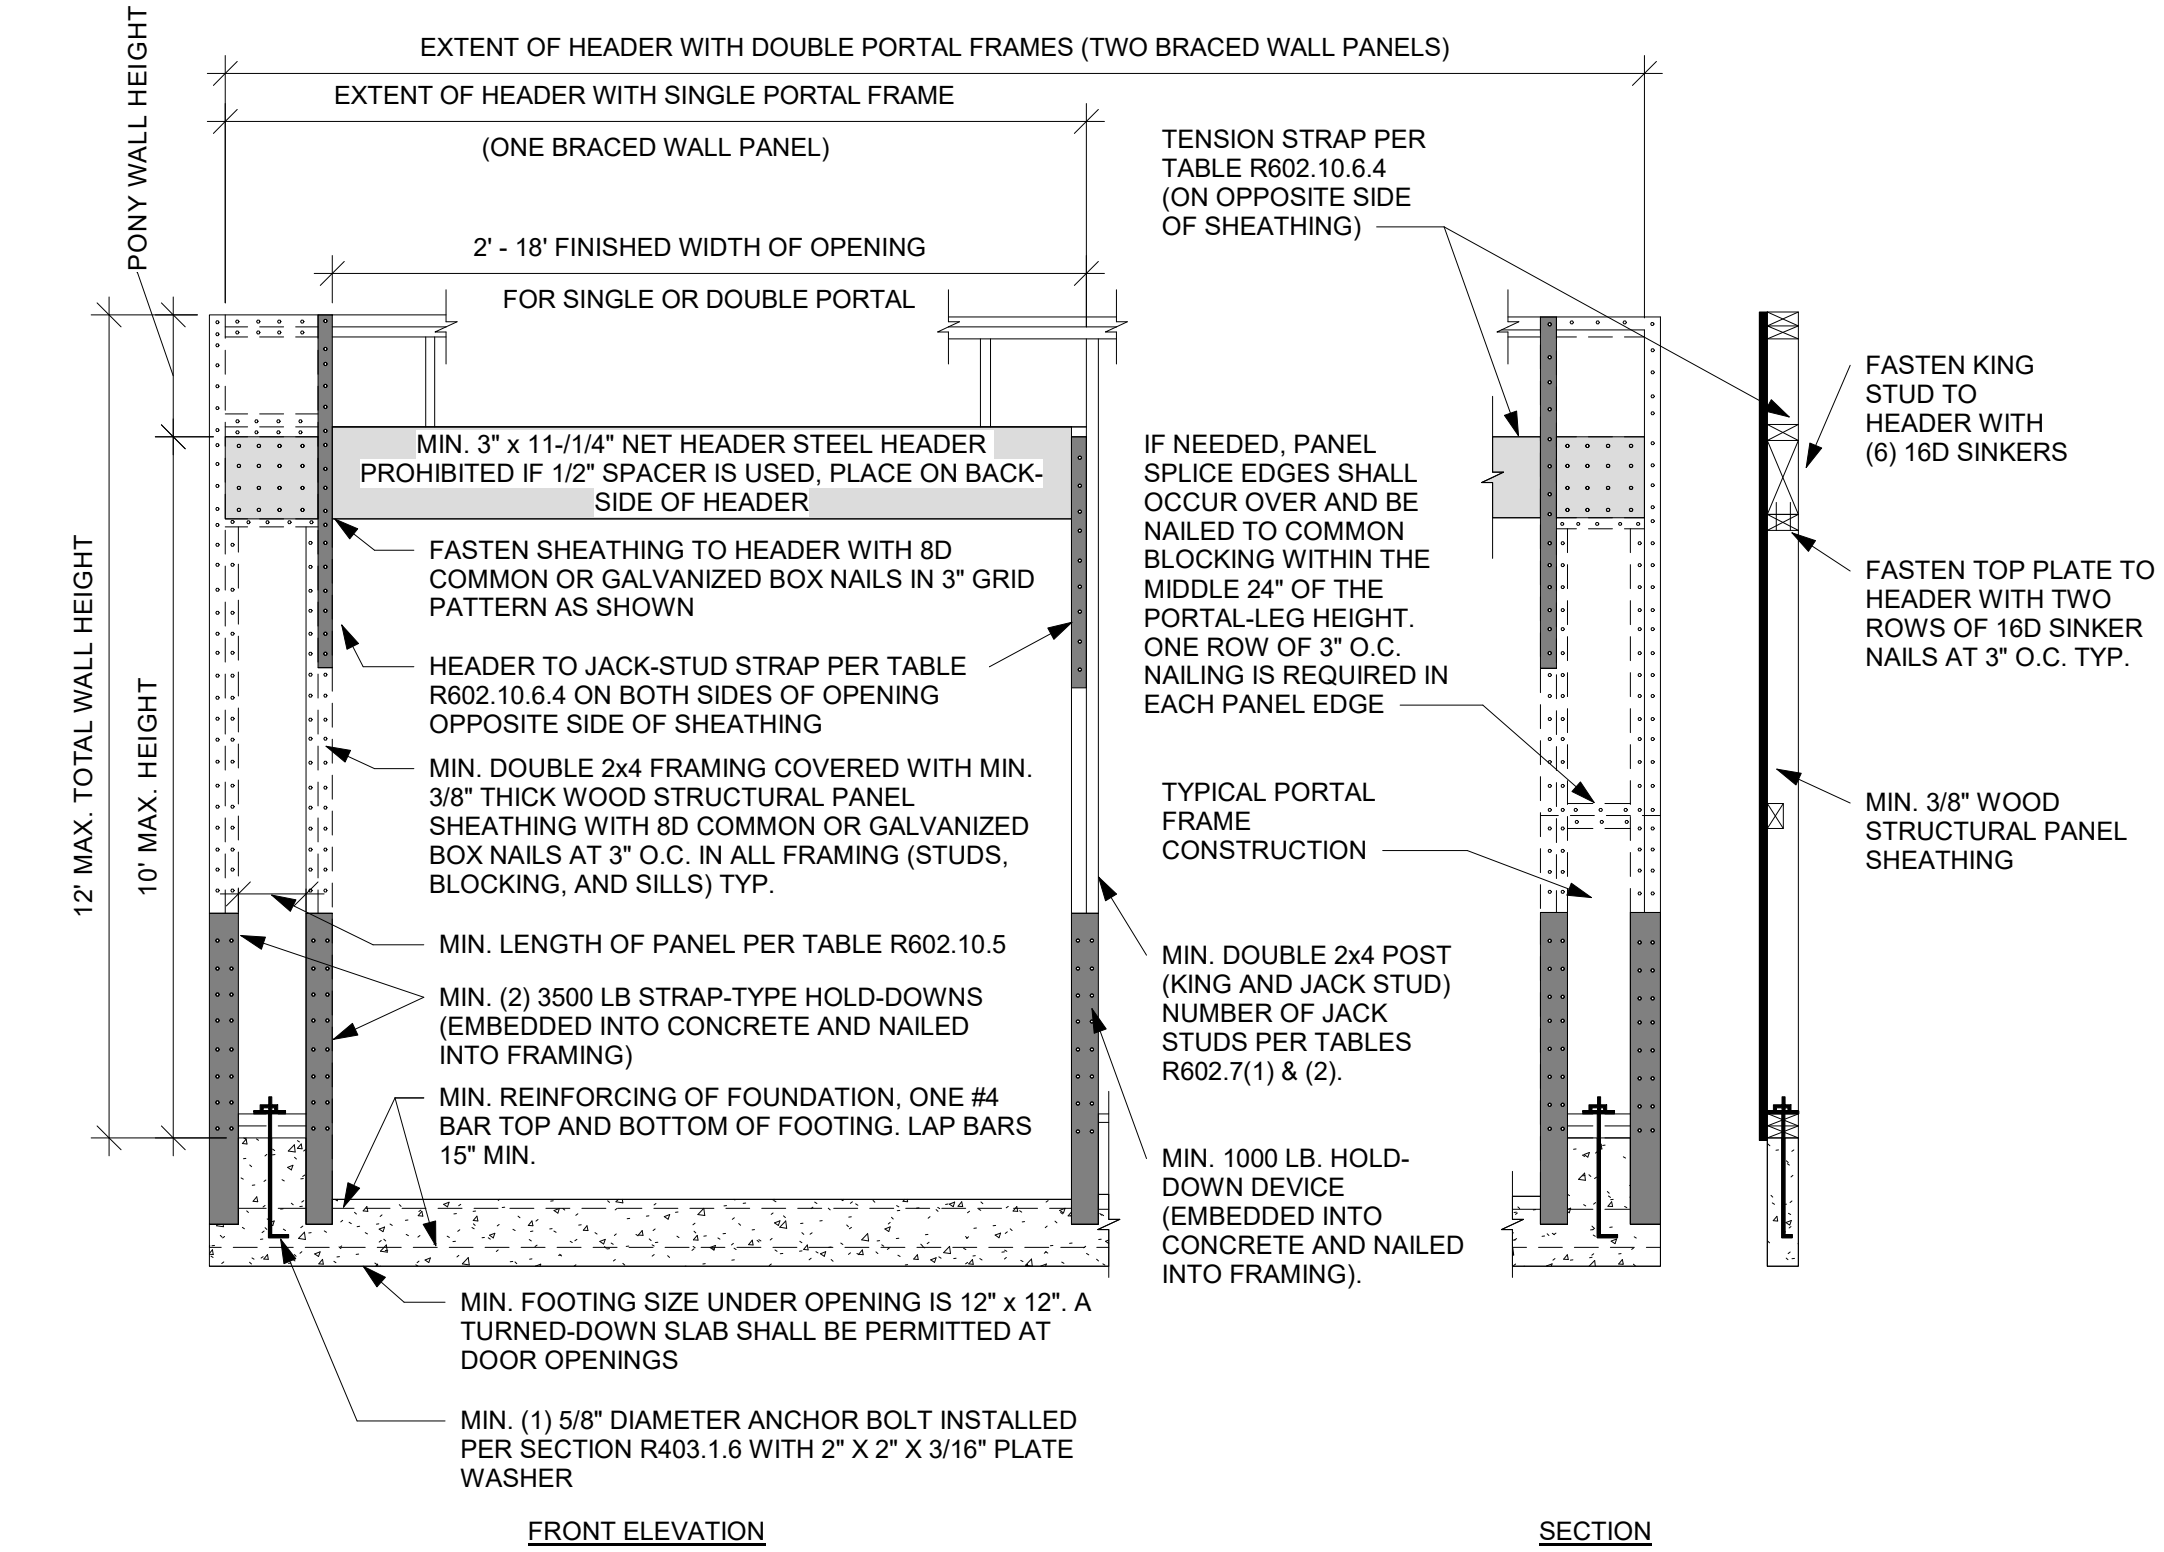 EXTENT OF HEADER WITH DOUBLE PORTAL FRAMES (TWO BRACED WALL PANELS)
EXTENT OF HEADER WITH SINGLE PORTAL FRAME
(ONE BRACED WALL PANEL)
2' - 18' FINISHED WIDTH OF OPENING
FOR SINGLE OR DOUBLE PORTAL
PONY WALL HEIGHT
12' MAX. TOTAL WALL HEIGHT
10' MAX. HEIGHT
MIN. 3" x 11-/1/4" NET HEADER STEEL HEADER
PROHIBITED IF 1/2" SPACER IS USED, PLACE ON BACK-
SIDE OF HEADER
FASTEN SHEATHING TO HEADER WITH 8D
COMMON OR GALVANIZED BOX NAILS IN 3" GRID
PATTERN AS SHOWN
HEADER TO JACK-STUD STRAP PER TABLE
R602.10.6.4 ON BOTH SIDES OF OPENING
OPPOSITE SIDE OF SHEATHING
MIN. DOUBLE 2x4 FRAMING COVERED WITH MIN.
3/8" THICK WOOD STRUCTURAL PANEL
SHEATHING WITH 8D COMMON OR GALVANIZED
BOX NAILS AT 3" O.C. IN ALL FRAMING (STUDS,
BLOCKING, AND SILLS) TYP.
MIN. LENGTH OF PANEL PER TABLE R602.10.5
MIN. (2) 3500 LB STRAP-TYPE HOLD-DOWNS
(EMBEDDED INTO CONCRETE AND NAILED
INTO FRAMING)
MIN. REINFORCING OF FOUNDATION, ONE #4
BAR TOP AND BOTTOM OF FOOTING. LAP BARS
15" MIN.
MIN. FOOTING SIZE UNDER OPENING IS 12" x 12". A
TURNED-DOWN SLAB SHALL BE PERMITTED AT
DOOR OPENINGS
MIN. (1) 5/8" DIAMETER ANCHOR BOLT INSTALLED
PER SECTION R403.1.6 WITH 2" X 2" X 3/16" PLATE
WASHER
FRONT ELEVATION
TENSION STRAP PER
TABLE R602.10.6.4
(ON OPPOSITE SIDE
OF SHEATHING)
IF NEEDED, PANEL
SPLICE EDGES SHALL
OCCUR OVER AND BE
NAILED TO COMMON
BLOCKING WITHIN THE
MIDDLE 24" OF THE
PORTAL-LEG HEIGHT.
ONE ROW OF 3" O.C.
NAILING IS REQUIRED IN
EACH PANEL EDGE
TYPICAL PORTAL
FRAME
CONSTRUCTION
MIN. DOUBLE 2x4 POST
(KING AND JACK STUD)
NUMBER OF JACK
STUDS PER TABLES
R602.7(1) & (2).
MIN. 1000 LB. HOLD-
DOWN DEVICE
(EMBEDDED INTO
CONCRETE AND NAILED
INTO FRAMING).
FASTEN KING
STUD TO
HEADER WITH
(6) 16D SINKERS
FASTEN TOP PLATE TO
HEADER WITH TWO
ROWS OF 16D SINKER
NAILS AT 3" O.C. TYP.
MIN. 3/8" WOOD
STRUCTURAL PANEL
SHEATHING
SECTION